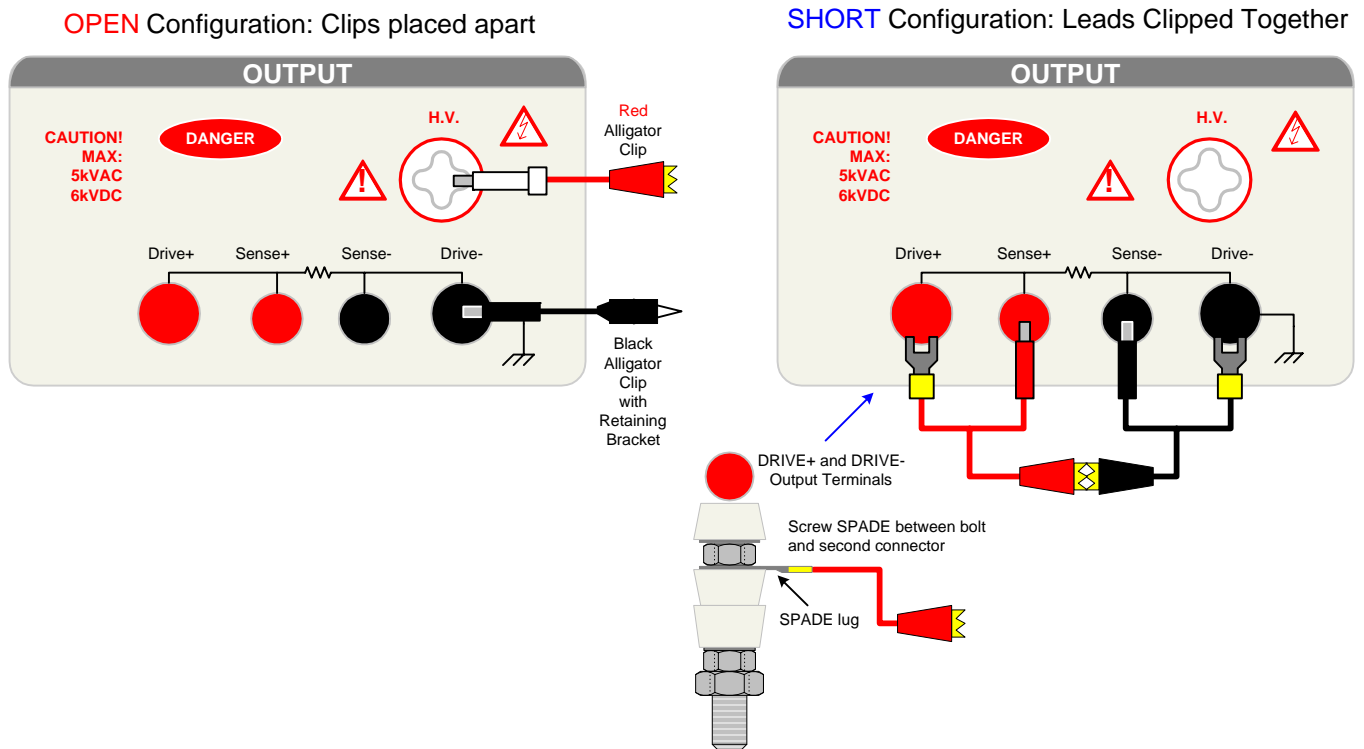 OPEN Configuration: Clips placed apart
OUTPUT
CAUTION!
MAX:
5kVAC
6kVDC
DANGER
H.V.
!
Red
Alligator
Clip
Drive+ Sense+ Sense- Drive-
Black
Alligator
Clip
with
Retaining
Bracket
SHORT Configuration: Leads Clipped Together
OUTPUT
CAUTION!
MAX:
5kVAC
6kVDC
DANGER
H.V.
!
Drive+ Sense+ Sense- Drive-
DRIVE+ and DRIVE-
Output Terminals
Screw SPADE between bolt
and second connector
SPADE lug